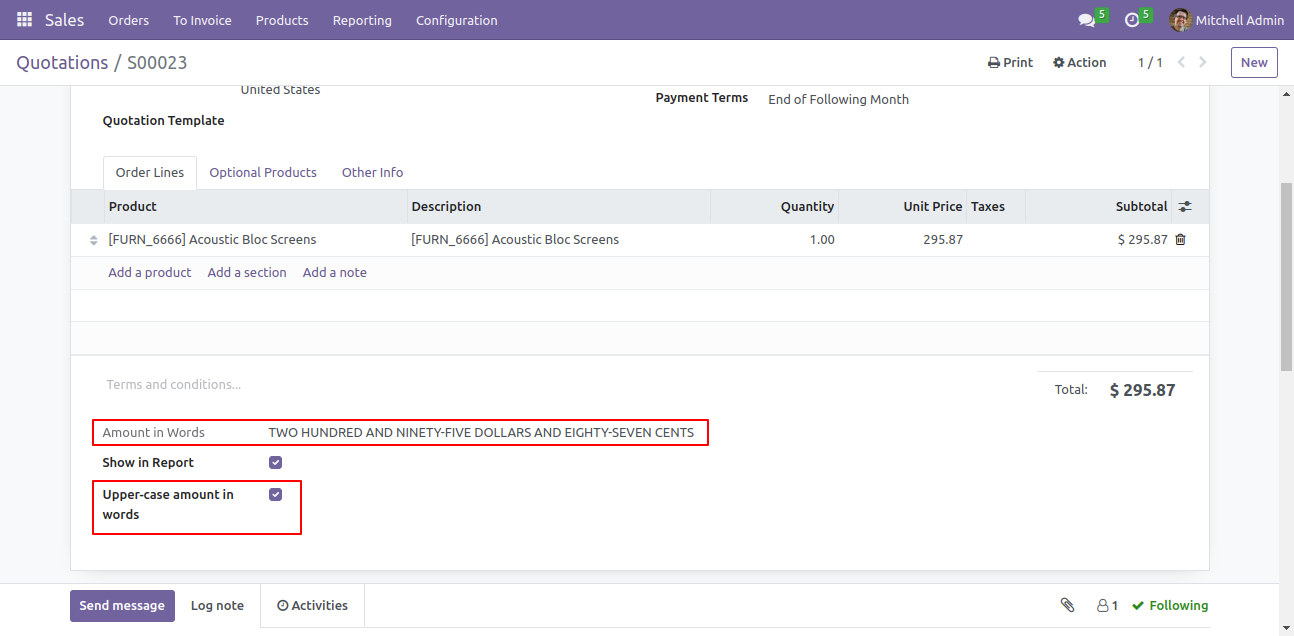 Sales Orders To Invoice Products Reporting Configuration 5 5 Mitchell Admin
Quotations / S00023 Print Action 1 / 1 New
United States
Payment Terms End of Following Month
Quotation Template
Order Lines Optional Products Other Info
Product Description Quantity Unit Price Taxes Subtotal
[FURN_6666] Acoustic Bloc Screens [FURN_6666] Acoustic Bloc Screens 1.00 295.87 $ 295.87
Add a product Add a section Add a note
Terms and conditions...
Total: $ 295.87
Amount in Words TWO HUNDRED AND NINETY-FIVE DOLLARS AND EIGHTY-SEVEN CENTS
Show in Report
Upper-case amount in
words
Send message Log note Activities 1 Following